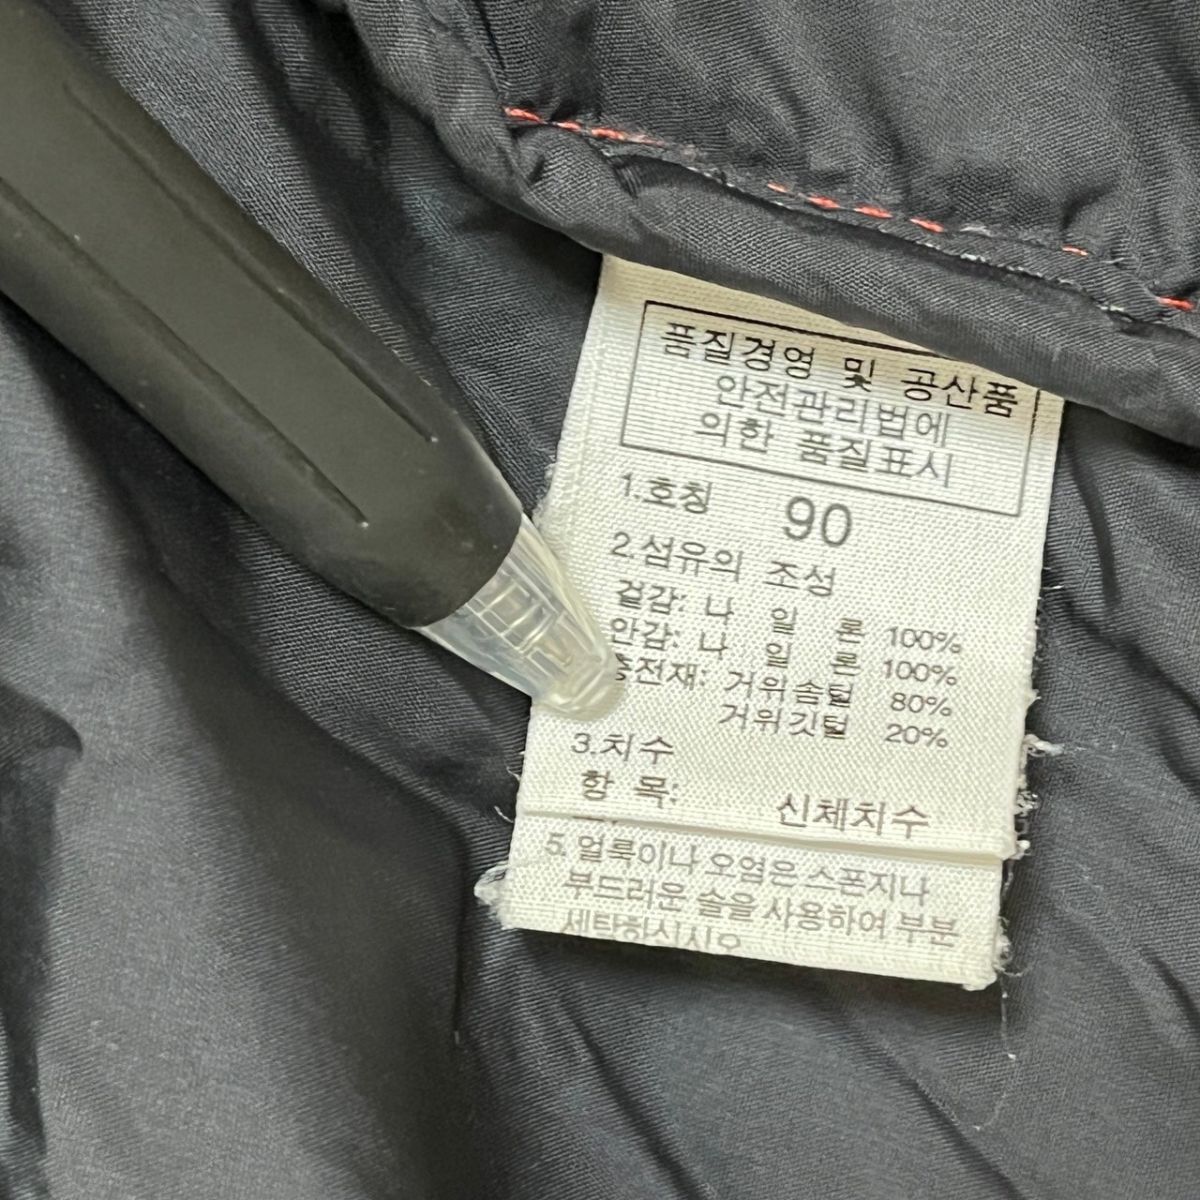 품질경영 및 공산품
안전관리법에
의한 품질표시
1.호칭 90
2.섬유의 조성
겉감: 나 일 론 100%
안감: 나 일 론 100%
충전재: 거위솜털 80%
거위깃털 20%
3.치수
항 목: 신체치수
5. 얼룩이나 오염은 스폰지나
부드러운 솔을 사용하여 부분
세탁하십시오